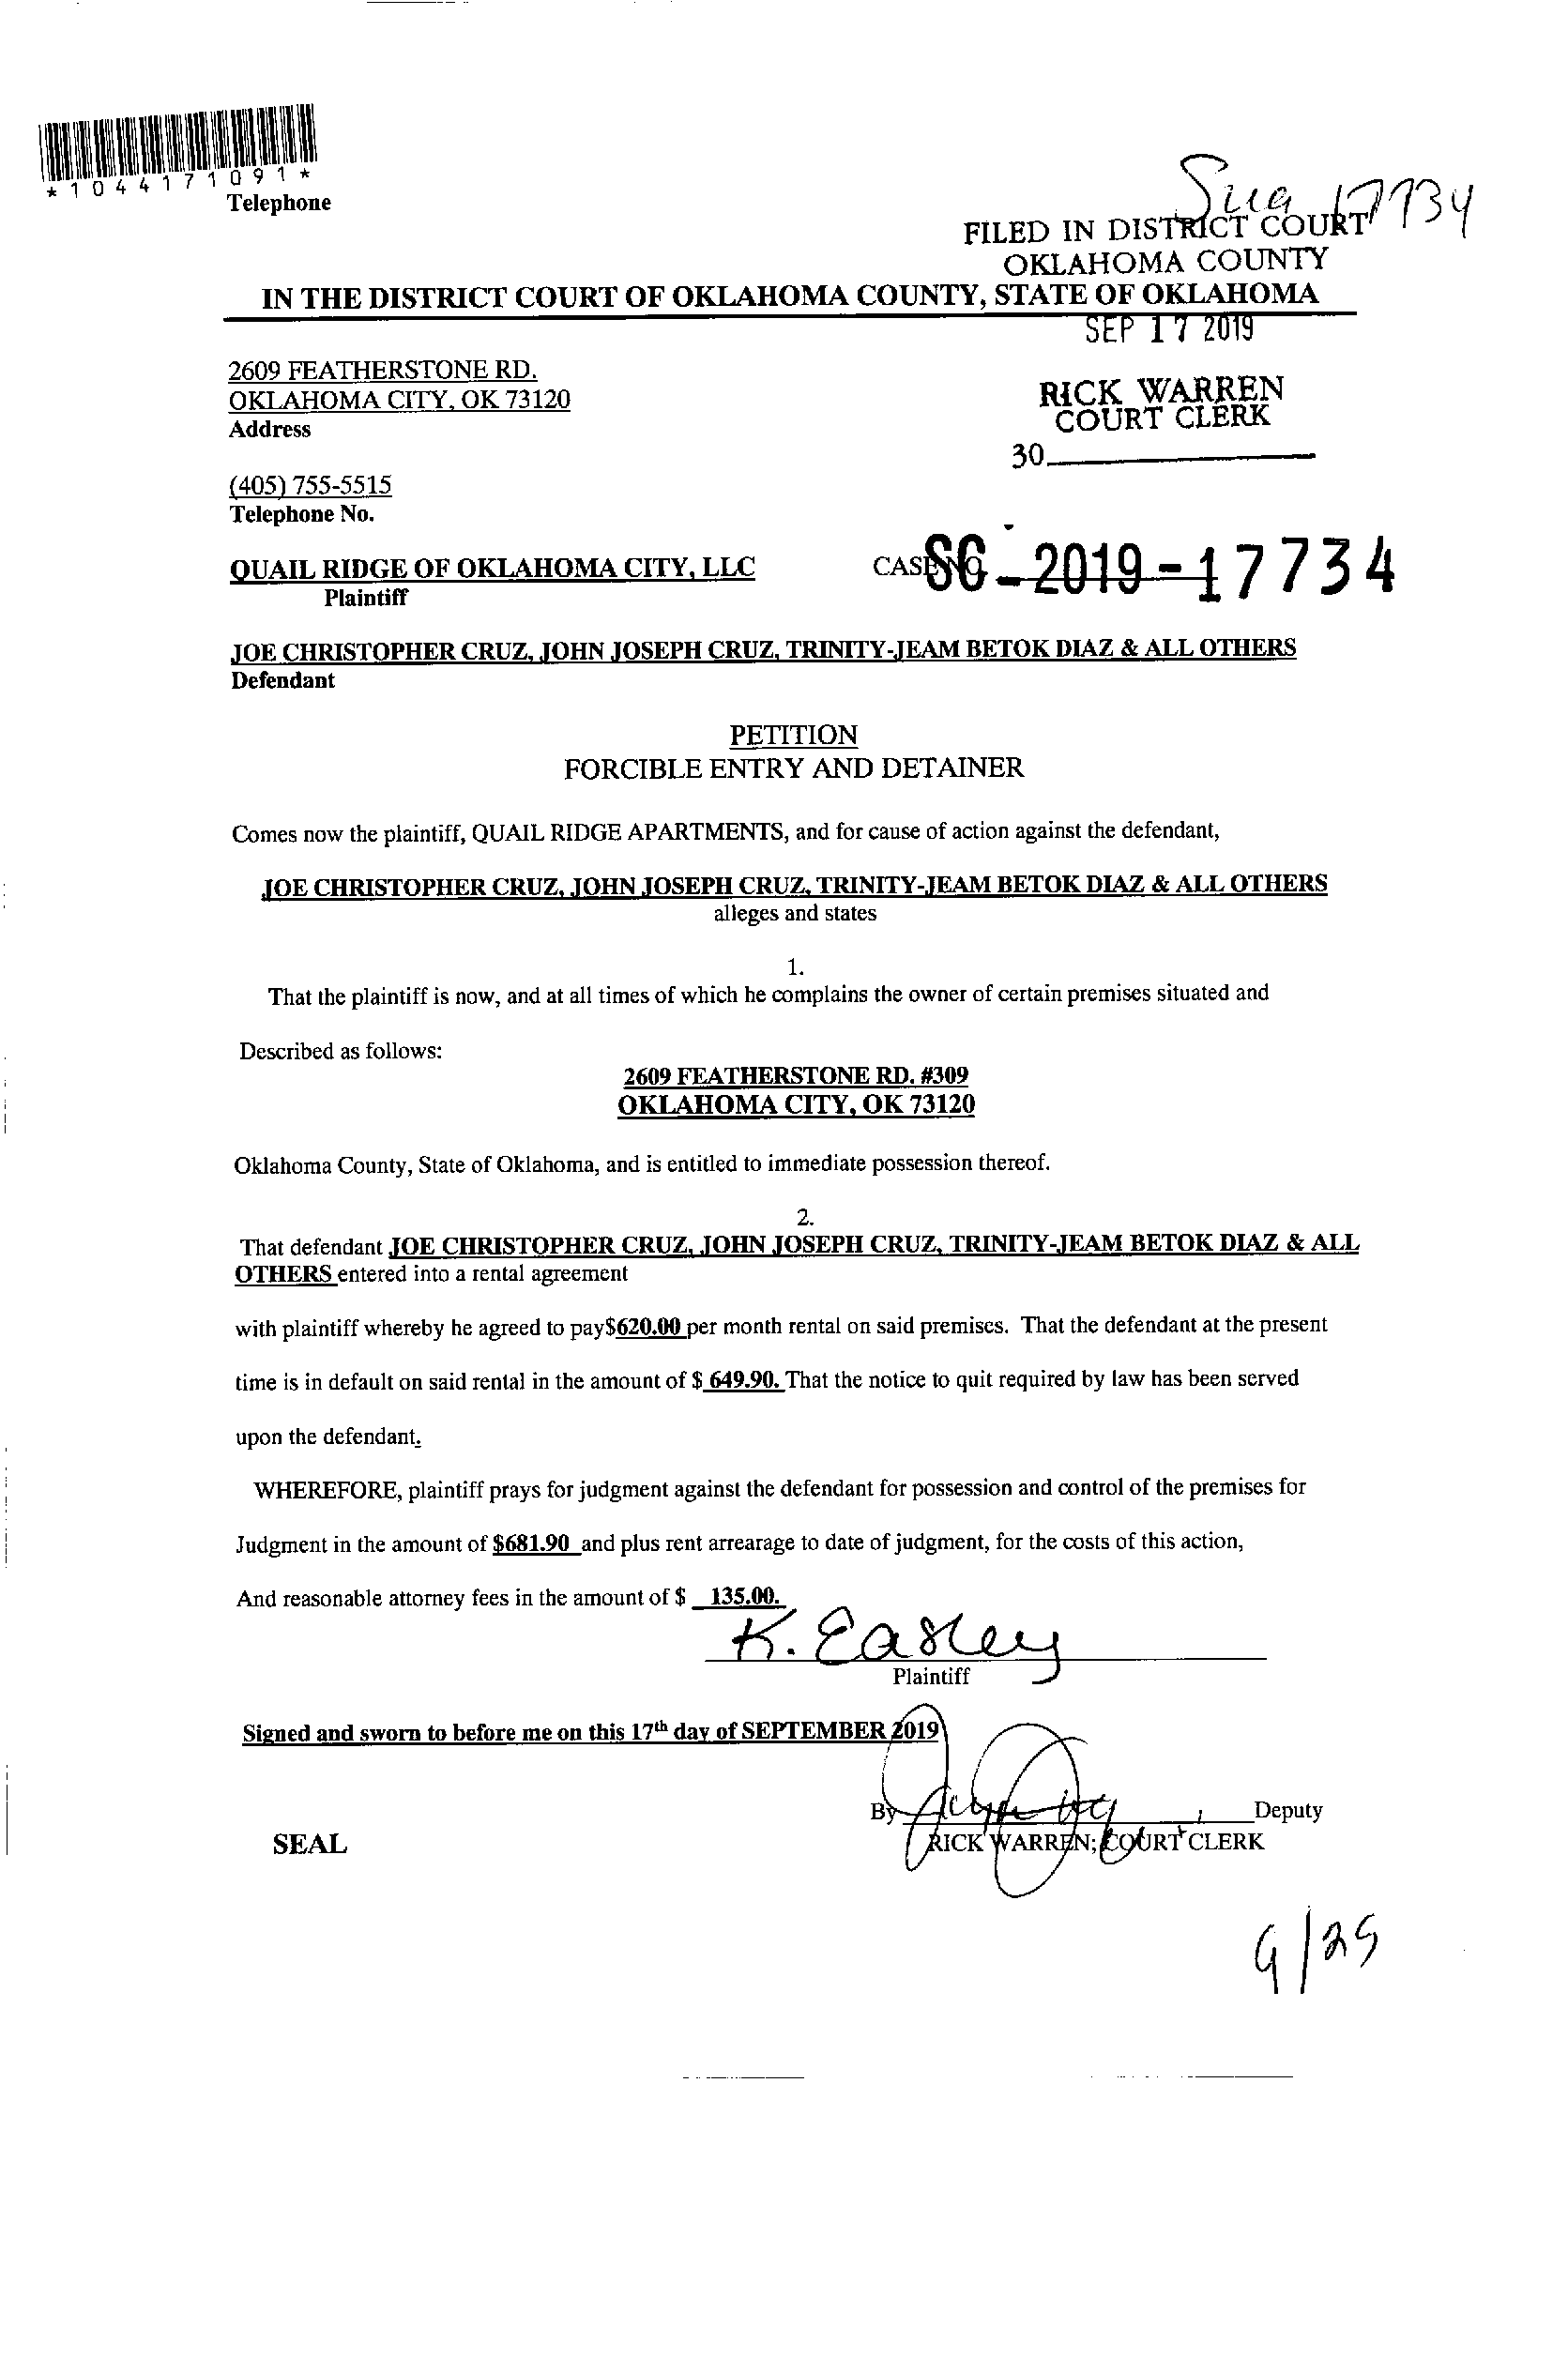 *1044171091*
Telephone
17734
FILED IN DISTRICT COURT
OKLAHOMA COUNTY
IN THE DISTRICT COURT OF OKLAHOMA COUNTY, STATE OF OKLAHOMA
SEP 17 2019
2609 FEATHERSTONE RD.
OKLAHOMA CITY, OK 73120
Address
RICK WARREN
COURT CLERK
30
(405) 755-5515
Telephone No.
QUAIL RIDGE OF OKLAHOMA CITY, LLC
Plaintiff
CASE NO. SC-2019-17734
JOE CHRISTOPHER CRUZ, JOHN JOSEPH CRUZ, TRINITY-JEAM BETOK DIAZ & ALL OTHERS
Defendant
PETITION
FORCIBLE ENTRY AND DETAINER
Comes now the plaintiff, QUAIL RIDGE APARTMENTS, and for cause of action against the defendant,
JOE CHRISTOPHER CRUZ, JOHN JOSEPH CRUZ, TRINITY-JEAM BETOK DIAZ & ALL OTHERS
alleges and states
1.
That the plaintiff is now, and at all times of which he complains the owner of certain premises situated and
Described as follows:
2609 FEATHERSTONE RD. #309
OKLAHOMA CITY, OK 73120
Oklahoma County, State of Oklahoma, and is entitled to immediate possession thereof.
2.
That defendant JOE CHRISTOPHER CRUZ, JOHN JOSEPH CRUZ, TRINITY-JEAM BETOK DIAZ & ALL
OTHERS entered into a rental agreement
with plaintiff whereby he agreed to pay$620.00 per month rental on said premises. That the defendant at the present
time is in default on said rental in the amount of $ 649.90. That the notice to quit required by law has been served
upon the defendant.
WHEREFORE, plaintiff prays for judgment against the defendant for possession and control of the premises for
Judgment in the amount of $681.90 and plus rent arrearage to date of judgment, for the costs of this action,
And reasonable attorney fees in the amount of $ 135.00.
K. Easley
Plaintiff
Signed and sworn to before me on this 17th day of SEPTEMBER 2019
By Deputy
RICK WARREN; COURT CLERK
SEAL